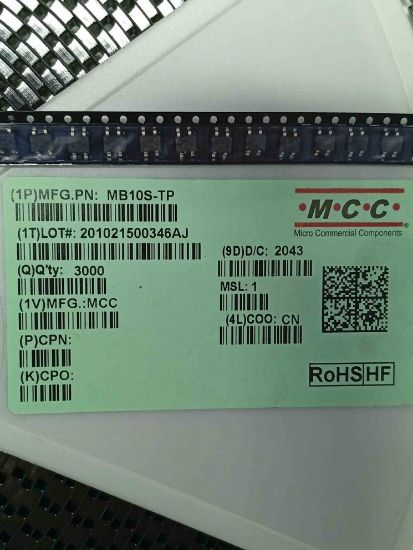 (1P)MFG.PN: MB10S-TP
·M·C·C·®
Micro Commercial Components
(1T)LOT#: 201021500346AJ
(9D)D/C: 2043
(Q)Q'ty: 3000
MSL: 1
(1V)MFG.:MCC
(4L)COO: CN
(P)CPN:
(K)CPO:
RoHS HF